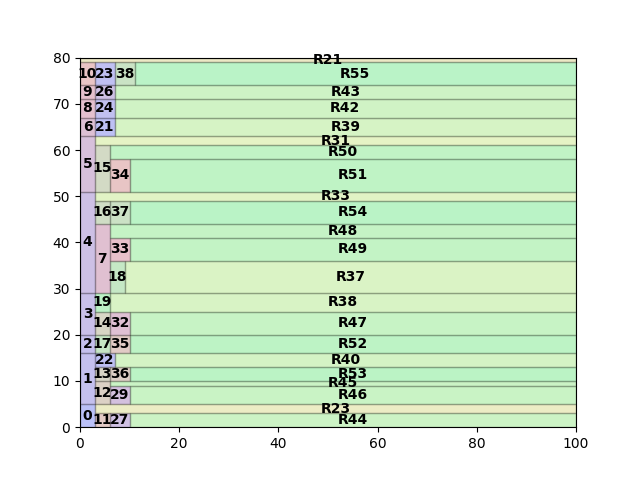 80
R21
10 23 38 R55
9 26 R43
70
8 24 R42
6 21 R39
R31
60
5 15 R50
34 R51
50
R33
16 37 R54
40
4 7 R48
33 R49
18 R37
30
3 19 R38
14 32 R47
20
2 17 35 R52
22 R40
1 13 36 R53
10
R45
12 29 R46
0 R23
11 27 R44
0
0 20 40 60 80 100